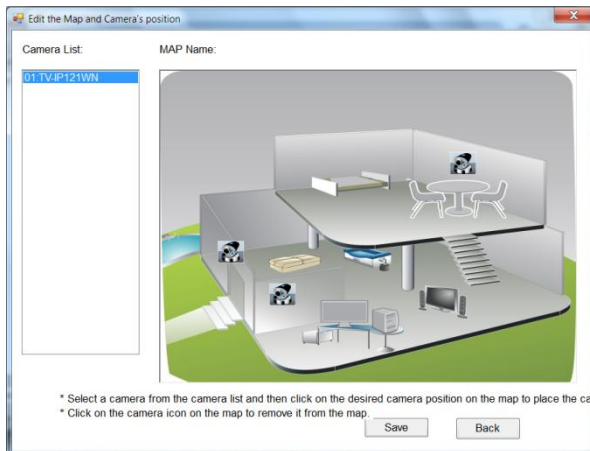 Edit the Map and Camera's position
Camera List:
MAP Name:
01:TV-IP121WN
* Select a camera from the camera list and then click on the desired camera position on the map to place the ca
* Click on the camera icon on the map to remove it from the map.
Save
Back